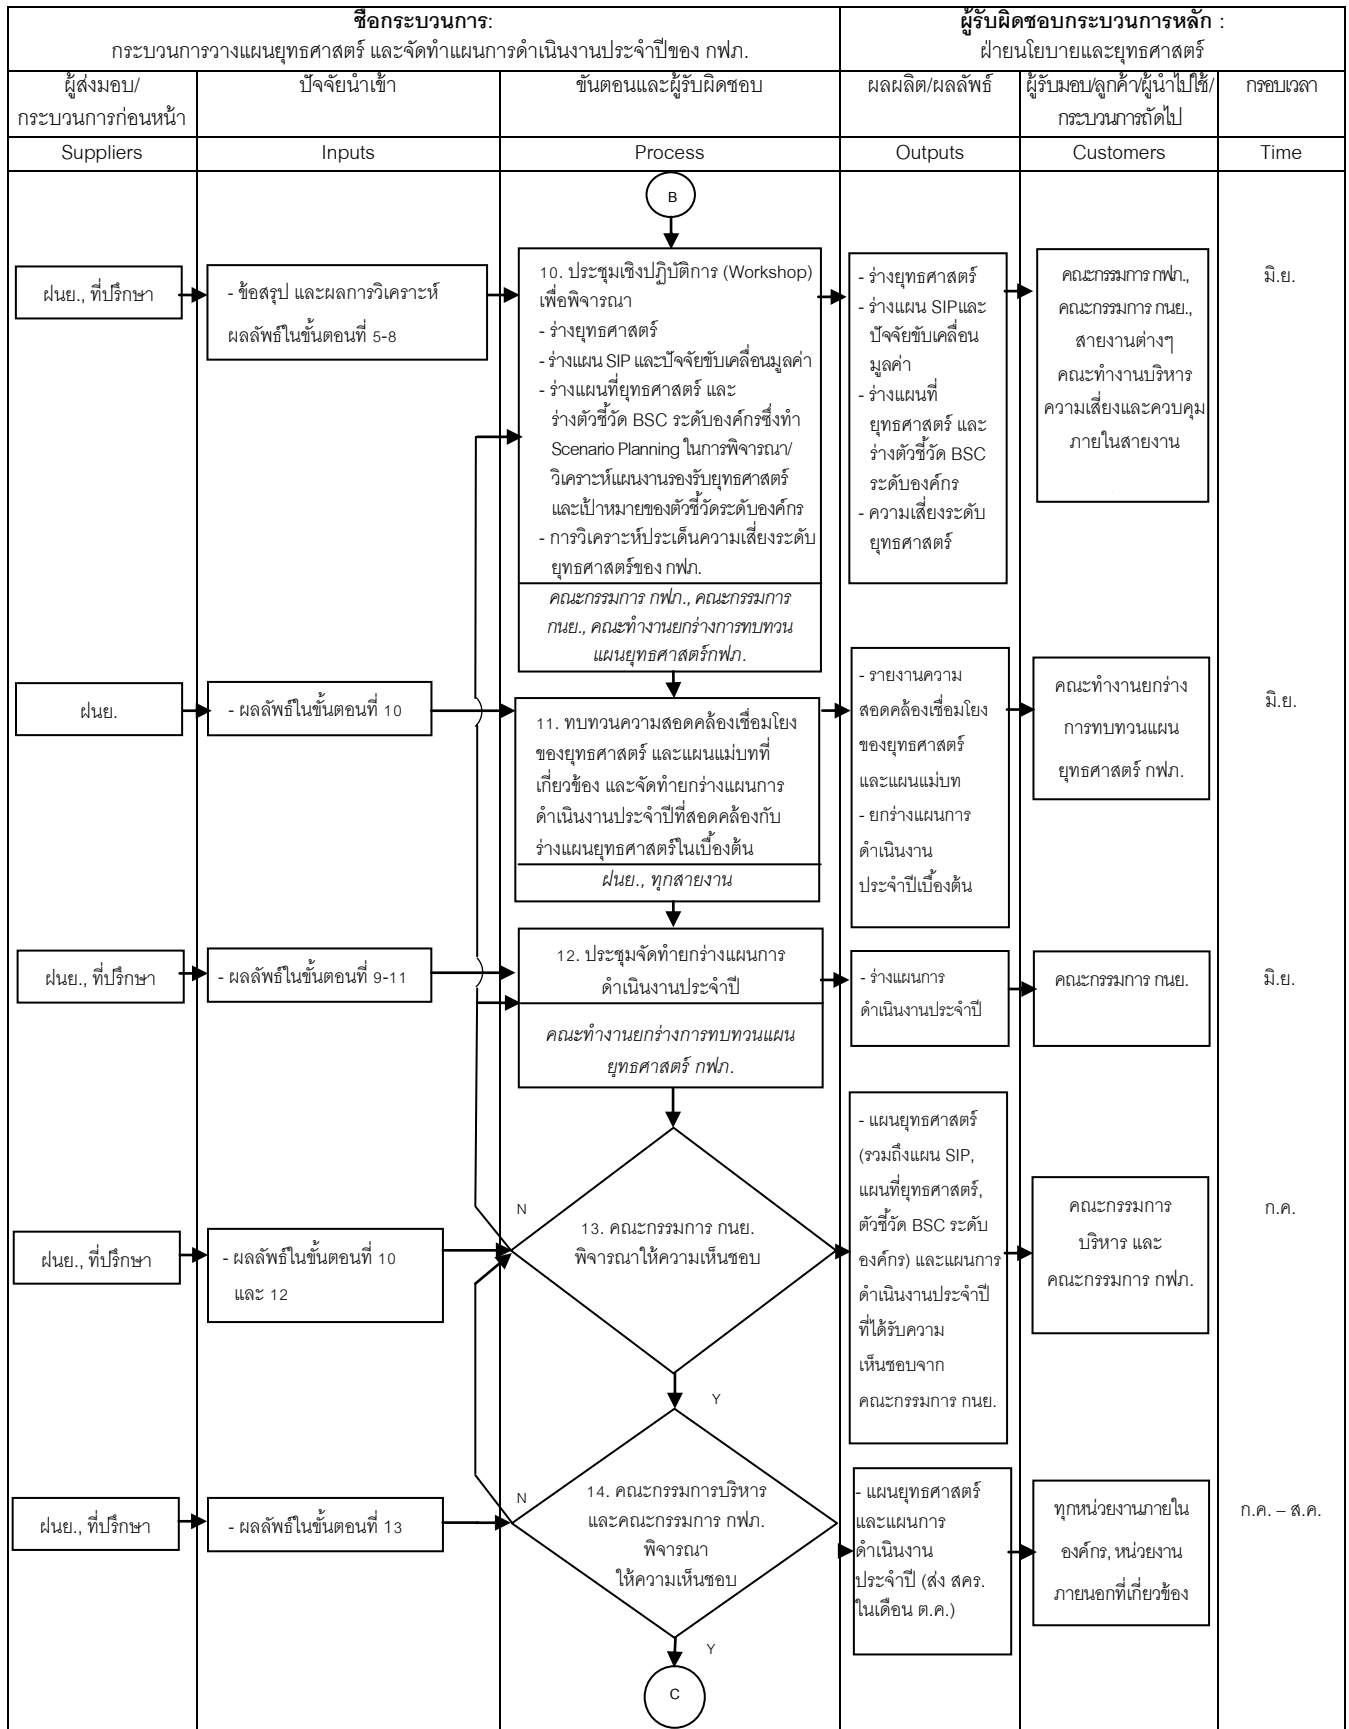 ชื่อกระบวนการ:
กระบวนการวางแผนยุทธศาสตร์ และจัดทำแผนการดำเนินงานประจำปีของ กฟภ.
ผู้รับผิดชอบกระบวนการหลัก :
ฝ่ายนโยบายและยุทธศาสตร์
ผู้ส่งมอบ/
กระบวนการก่อนหน้า
ปัจจัยนำเข้า
ขั้นตอนและผู้รับผิดชอบ
ผลผลิต/ผลลัพธ์
ผู้รับมอบ/ลูกค้า/ผู้นำไปใช้/
กระบวนการถัดไป
กรอบเวลา
Suppliers
Inputs
Process
Outputs
Customers
Time
B
ฝนย., ที่ปรึกษา
- ข้อสรุป และผลการวิเคราะห์
ผลลัพธ์ในขั้นตอนที่ 5-8
10. ประชุมเชิงปฏิบัติการ (Workshop)
เพื่อพิจารณา
- ร่างยุทธศาสตร์
- ร่างแผน SIP และปัจจัยขับเคลื่อนมูลค่า
- ร่างแผนที่ยุทธศาสตร์ และ
ร่างตัวชี้วัด BSC ระดับองค์กรซึ่งทำ
Scenario Planning ในการพิจารณา/
วิเคราะห์แผนงานรองรับยุทธศาสตร์
และเป้าหมายของตัวชี้วัดระดับองค์กร
- การวิเคราะห์ประเด็นความเสี่ยงระดับ
ยุทธศาสตร์ของ กฟภ.
คณะกรรมการ กฟภ., คณะกรรมการ
กนย., คณะทำงานยกร่างการทบทวน
แผนยุทธศาสตร์กฟภ.
- ร่างยุทธศาสตร์
- ร่างแผน SIPและ
ปัจจัยขับเคลื่อน
มูลค่า
- ร่างแผนที่
ยุทธศาสตร์ และ
ร่างตัวชี้วัด BSC
ระดับองค์กร
- ความเสี่ยงระดับ
ยุทธศาสตร์
คณะกรรมการ กฟภ.,
คณะกรรมการ กนย.,
สายงานต่างๆ
คณะทำงานบริหาร
ความเสี่ยงและควบคุม
ภายในสายงาน
มิ.ย.
ฝนย.
- ผลลัพธ์ในขั้นตอนที่ 10
11. ทบทวนความสอดคล้องเชื่อมโยง
ของยุทธศาสตร์ และแผนแม่บทที่
เกี่ยวข้อง และจัดทำยกร่างแผนการ
ดำเนินงานประจำปีที่สอดคล้องกับ
ร่างแผนยุทธศาสตร์ในเบื้องต้น
ฝนย., ทุกสายงาน
- รายงานความ
สอดคล้องเชื่อมโยง
ของยุทธศาสตร์
และแผนแม่บท
- ยกร่างแผนการ
ดำเนินงาน
ประจำปีเบื้องต้น
คณะทำงานยกร่าง
การทบทวนแผน
ยุทธศาสตร์ กฟภ.
มิ.ย.
ฝนย., ที่ปรึกษา
- ผลลัพธ์ในขั้นตอนที่ 9-11
12. ประชุมจัดทำยกร่างแผนการ
ดำเนินงานประจำปี
คณะทำงานยกร่างการทบทวนแผน
ยุทธศาสตร์ กฟภ.
- ร่างแผนการ
ดำเนินงานประจำปี
คณะกรรมการ กนย.
มิ.ย.
ฝนย., ที่ปรึกษา
- ผลลัพธ์ในขั้นตอนที่ 10
และ 12
N
13. คณะกรรมการ กนย.
พิจารณาให้ความเห็นชอบ
Y
- แผนยุทธศาสตร์
(รวมถึงแผน SIP,
แผนที่ยุทธศาสตร์,
ตัวชี้วัด BSC ระดับ
องค์กร) และแผนการ
ดำเนินงานประจำปี
ที่ได้รับความ
เห็นชอบจาก
คณะกรรมการ กนย.
คณะกรรมการ
บริหาร และ
คณะกรรมการ กฟภ.
ก.ค.
ฝนย., ที่ปรึกษา
- ผลลัพธ์ในขั้นตอนที่ 13
N
14. คณะกรรมการบริหาร
และคณะกรรมการ กฟภ.
พิจารณา
ให้ความเห็นชอบ
Y
- แผนยุทธศาสตร์
และแผนการ
ดำเนินงาน
ประจำปี (ส่ง สคร.
ในเดือน ต.ค.)
ทุกหน่วยงานภายใน
องค์กร, หน่วยงาน
ภายนอกที่เกี่ยวข้อง
ก.ค. – ส.ค.
C